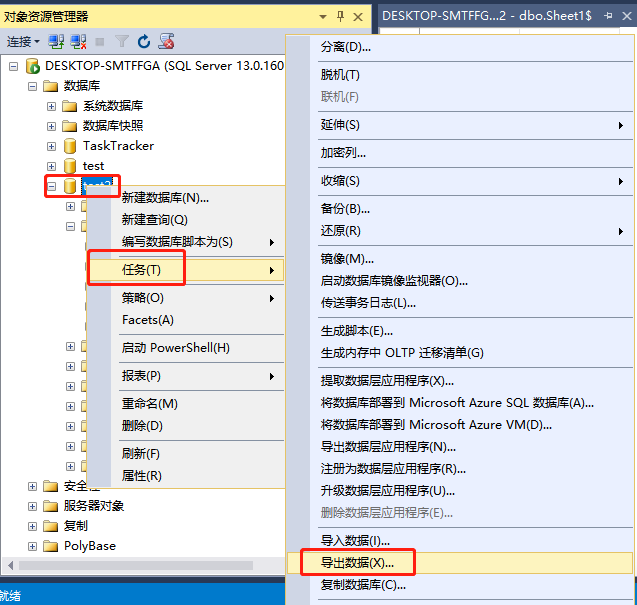 对象资源管理器
DESKTOP-SMTFFG...2 - dbo.Sheet1$
连接
DESKTOP-SMTFFGA (SQL Server 13.0.160
数据库
系统数据库
数据库快照
TaskTracker
test
新建数据库(N)...
新建查询(Q)
编写数据库脚本为(S)
任务(T)
策略(O)
Facets(A)
启动 PowerShell(H)
报表(P)
重命名(M)
删除(D)
刷新(F)
属性(R)
服务器对象
复制
PolyBase
就绪
分离(D)...
脱机(T)
联机(F)
延伸(S)
加密列...
收缩(S)
备份(B)...
还原(R)
镜像(M)...
启动数据库镜像监视器(O)...
传送事务日志(L)...
生成脚本(E)...
生成内存中 OLTP 迁移清单(G)
提取数据层应用程序(X)...
将数据库部署到 Microsoft Azure SQL 数据库(A)...
将数据库部署到 Microsoft Azure VM(D)...
导出数据层应用程序(N)...
注册为数据层应用程序(R)...
升级数据层应用程序(U)...
删除数据层应用程序(E)...
导入数据(I)...
导出数据(X)...
复制数据库(C)...